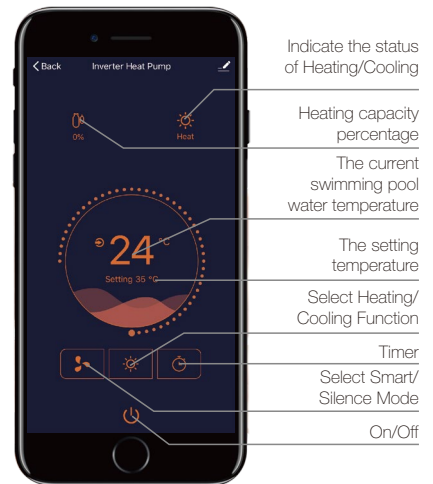 Back Inverter Heat Pump
0% Heat
24 °C
Setting 35 °C
Indicate the status
of Heating/Cooling
Heating capacity
percentage
The current
swimming pool
water temperature
The setting
temperature
Select Heating/
Cooling Function
Timer
Select Smart/
Silence Mode
On/Off